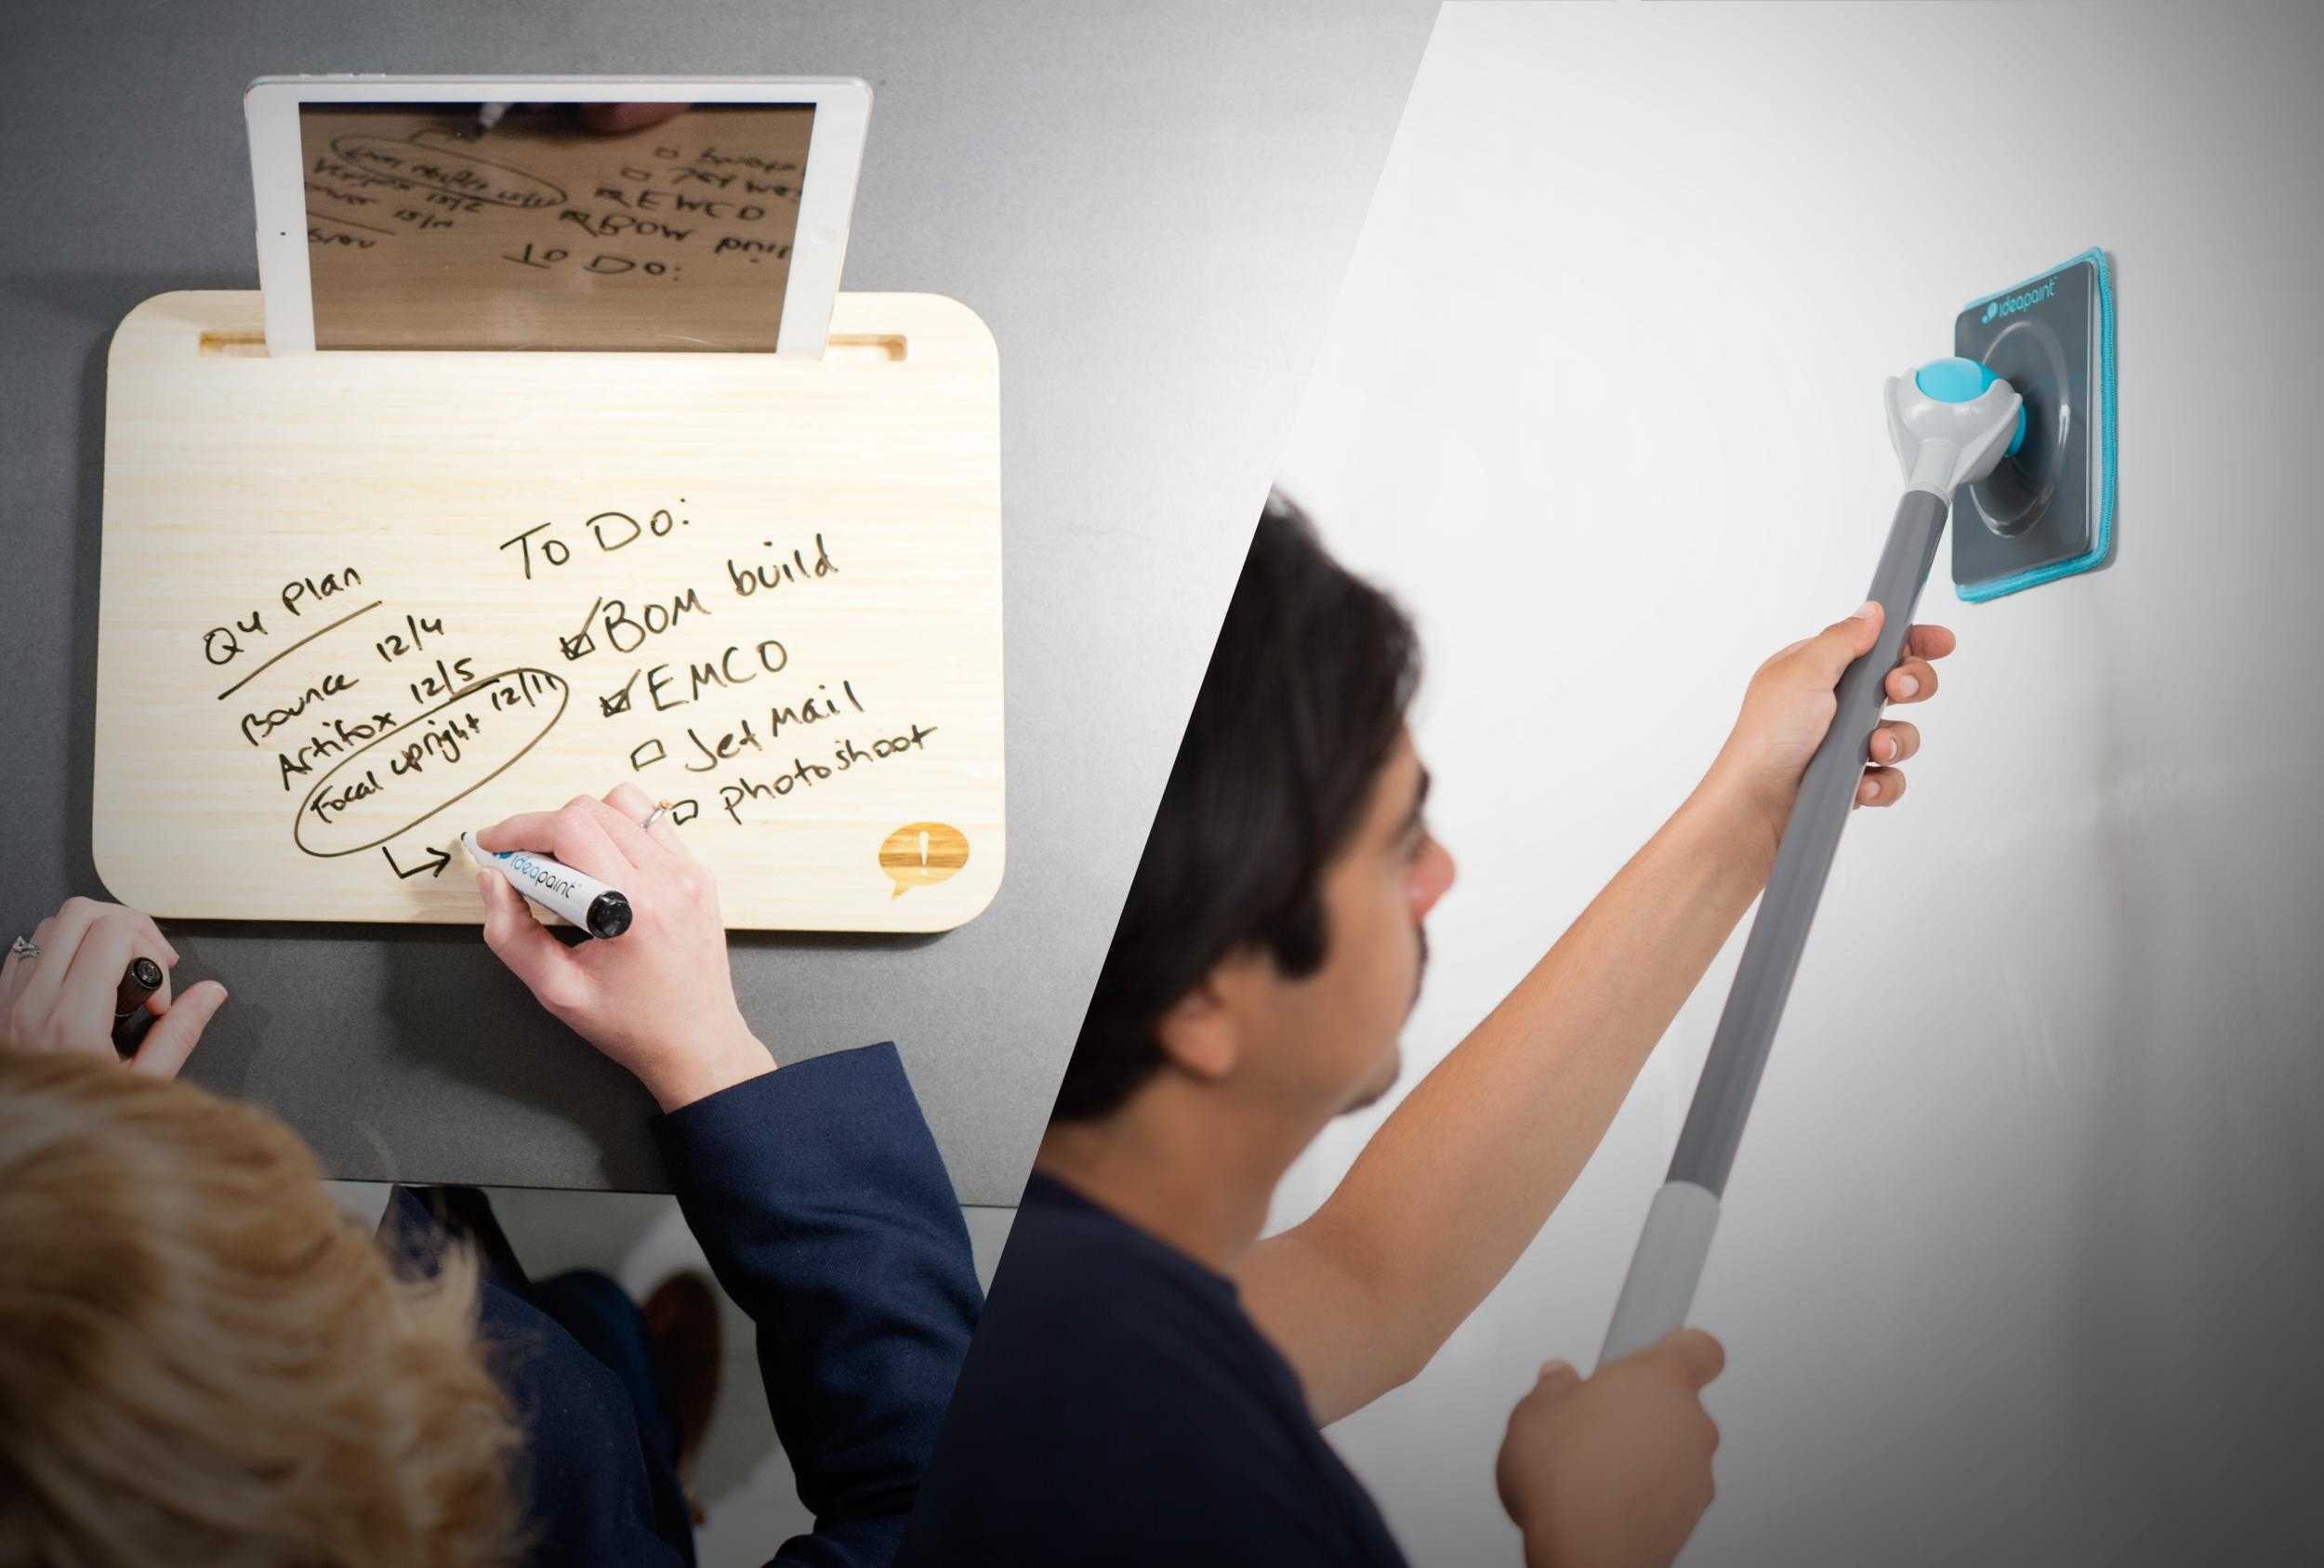 Q4 Plan
Bounce 12/4
Artifox 12/5
Focal upright 12/11
To Do:
BOM build
EMCO
Jet Mail
photoshoot
!
ideapaint
ideapaint